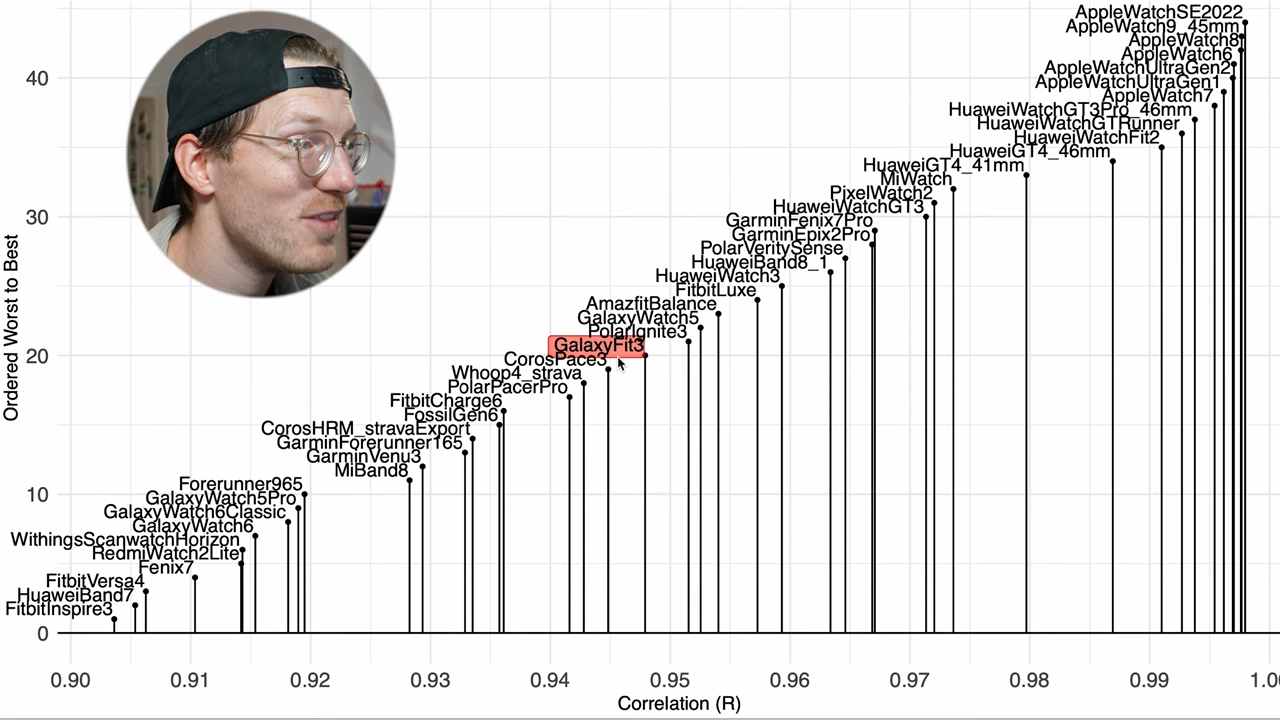 AppleWatchSE2022
AppleWatch9_45mm
AppleWatch8
AppleWatch6
AppleWatchUltraGen2
AppleWatchUltraGen1
AppleWatch7
HuaweiWatchGT3Pro_46mm
HuaweiWatchGTRunner
HuaweiWatchFit2
HuaweiGT4_46mm
HuaweiGT4_41mm
MiWatch
PixelWatch2
HuaweiWatchGT3
GarminFenix7Pro
GarminEpix2Pro
PolarVeritySense
HuaweiBand8_1
HuaweiWatch3
FitbitLuxe
AmazfitBalance
GalaxyWatch5
PolarIgnite3
GalaxyFit3
CorosPace3
Whoop4_strava
PolarPacerPro
FitbitCharge6
FossilGen6
CorosHRM_stravaExport
GarminForerunner165
GarminVenu3
MiBand8
Forerunner965
GalaxyWatch5Pro
GalaxyWatch6Classic
GalaxyWatch6
WithingsScanwatchHorizon
RedmiWatch2Lite
Fenix7
FitbitVersa4
HuaweiBand7
FitbitInspire3
Ordered Worst to Best
40
30
20
10
0
0.90 0.91 0.92 0.93 0.94 0.95 0.96 0.97 0.98 0.99 1.0
Correlation (R)